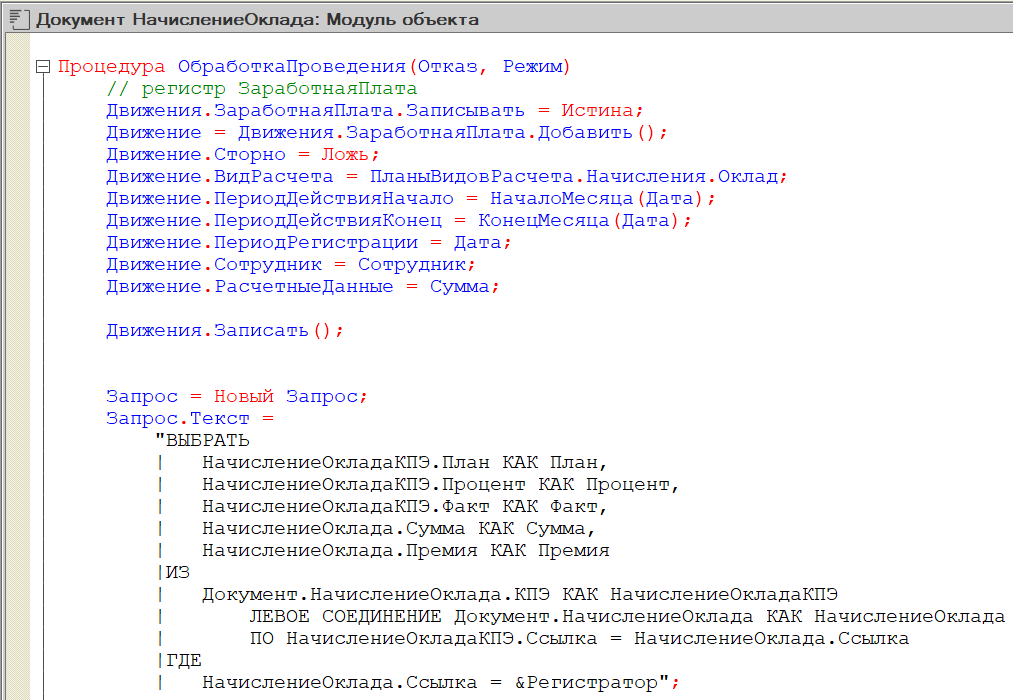 Документ НачислениеОклада: Модуль объекта
Процедура ОбработкаПроведения(Отказ, Режим)
// регистр ЗаработнаяПлата
Движения.ЗаработнаяПлата.Записывать = Истина;
Движение = Движения.ЗаработнаяПлата.Добавить();
Движение.Сторно = Ложь;
Движение.ВидРасчета = ПланыВидовРасчета.Начисления.Оклад;
Движение.ПериодДействияНачало = НачалоМесяца(Дата);
Движение.ПериодДействияКонец = КонецМесяца(Дата);
Движение.ПериодРегистрации = Дата;
Движение.Сотрудник = Сотрудник;
Движение.РасчетныеДанные = Сумма;
Движения.Записать();
Запрос = Новый Запрос;
Запрос.Текст =
"ВЫБРАТЬ
|   НачислениеОкладаКПЭ.План КАК План,
|   НачислениеОкладаКПЭ.Процент КАК Процент,
|   НачислениеОкладаКПЭ.Факт КАК Факт,
|   НачислениеОклада.Сумма КАК Сумма,
|   НачислениеОклада.Премия КАК Премия
|ИЗ
|   Документ.НачислениеОклада.КПЭ КАК НачислениеОкладаКПЭ
|       ЛЕВОЕ СОЕДИНЕНИЕ Документ.НачислениеОклада КАК НачислениеОклада
|       ПО НачислениеОкладаКПЭ.Ссылка = НачислениеОклада.Ссылка
|ГДЕ
|   НачислениеОклада.Ссылка = &Регистратор";